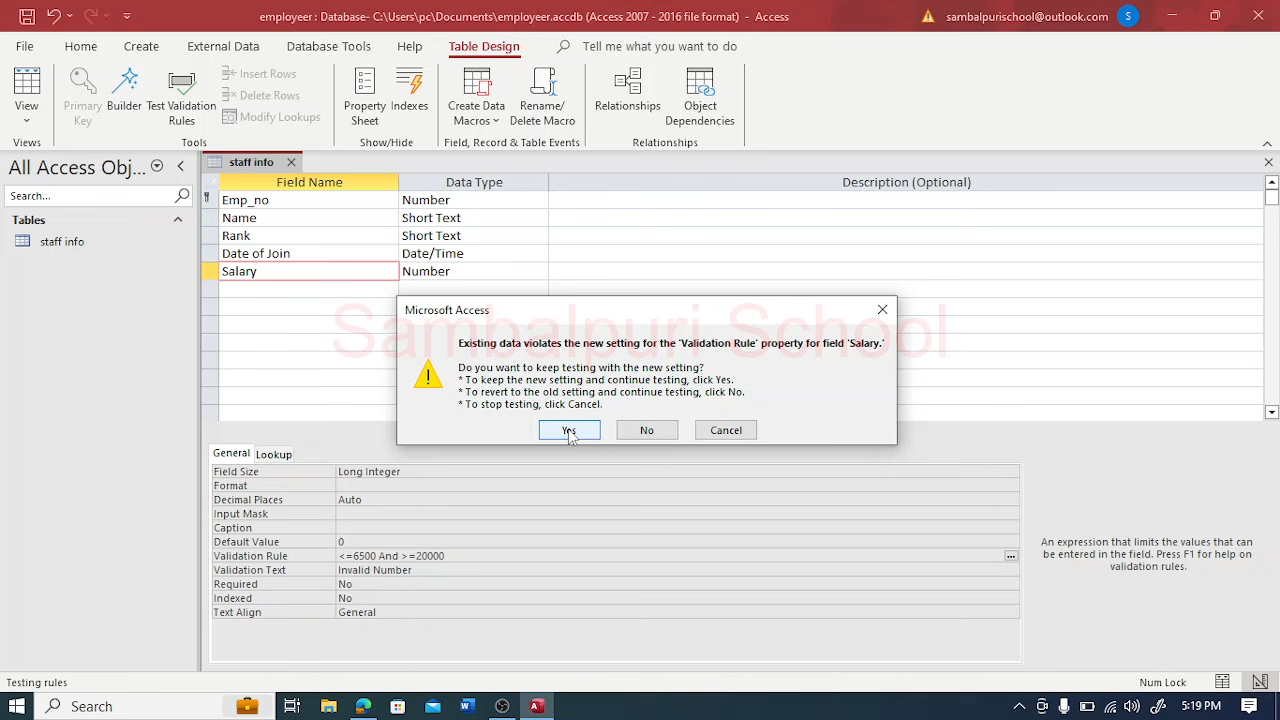 employeer : Database- C:\Users\pc\Documents\employeer.accdb (Access 2007 - 2016 file format) - Access
sambalpurischool@outlook.com S
File Home Create External Data Database Tools Help Table Design Tell me what you want to do
View
Primary Key
Builder
Test Validation Rules
Insert Rows
Delete Rows
Modify Lookups
Property Sheet
Indexes
Create Data Macros
Rename/ Delete Macro
Relationships
Object Dependencies
Views Tools Show/Hide Field, Record & Table Events Relationships
All Access Obj...
Search...
Tables
staff info
staff info
Field Name Data Type Description (Optional)
Emp_no Number
Name Short Text
Rank Short Text
Date of Join Date/Time
Salary Number
Sambalpuri School
Microsoft Access
Existing data violates the new setting for the 'Validation Rule' property for field 'Salary.'
Do you want to keep testing with the new setting?
* To keep the new setting and continue testing, click Yes.
* To revert to the old setting and continue testing, click No.
* To stop testing, click Cancel.
Yes No Cancel
General Lookup
Field Size Long Integer
Format
Decimal Places Auto
Input Mask
Caption
Default Value 0
Validation Rule <=6500 And >=20000
Validation Text Invalid Number
Required No
Indexed No
Text Align General
An expression that limits the values that can
be entered in the field. Press F1 for help on
validation rules.
Testing rules Num Lock
Search 5:19 PM